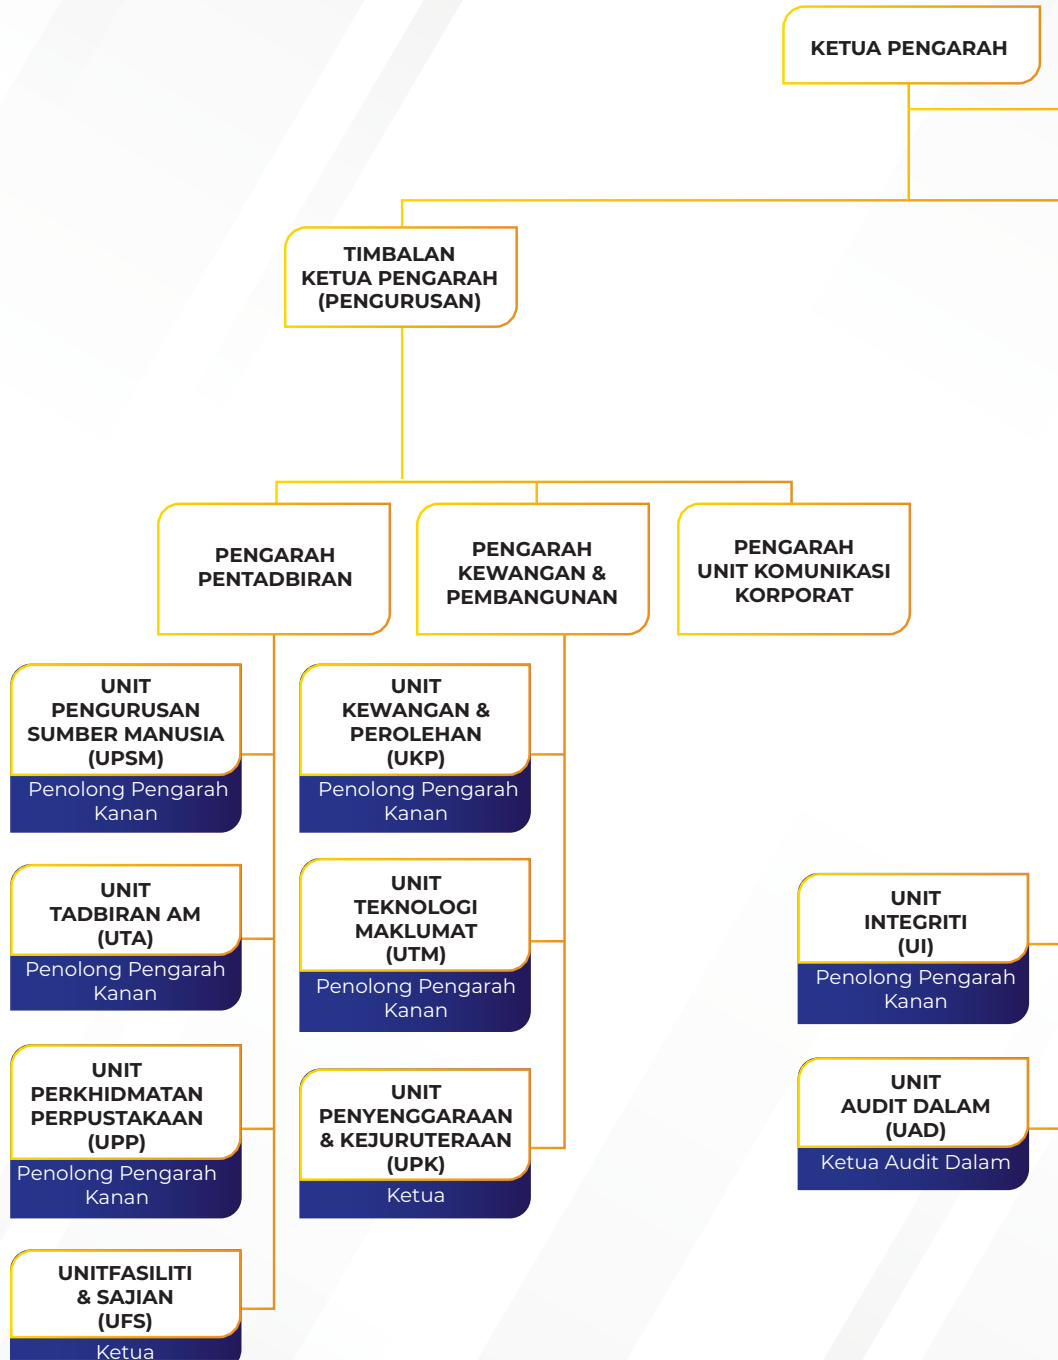 KETUA PENGARAH
TIMBALAN
KETUA PENGARAH
(PENGURUSAN)
PENGARAH
PENTADBIRAN
PENGARAH
KEWANGAN &
PEMBANGUNAN
PENGARAH
UNIT KOMUNIKASI
KORPORAT
UNIT
PENGURUSAN
SUMBER MANUSIA
(UPSM)
Penolong Pengarah
Kanan
UNIT
TADBIRAN AM
(UTA)
Penolong Pengarah
Kanan
UNIT
PERKHIDMATAN
PERPUSTAKAAN
(UPP)
Penolong Pengarah
Kanan
UNITFASILITI
& SAJIAN
(UFS)
Ketua
UNIT
KEWANGAN &
PEROLEHAN
(UKP)
Penolong Pengarah
Kanan
UNIT
TEKNOLOGI
MAKLUMAT
(UTM)
Penolong Pengarah
Kanan
UNIT
PENYENGGARAAN
& KEJURUTERAAN
(UPK)
Ketua
UNIT
INTEGRITI
(UI)
Penolong Pengarah
Kanan
UNIT
AUDIT DALAM
(UAD)
Ketua Audit Dalam